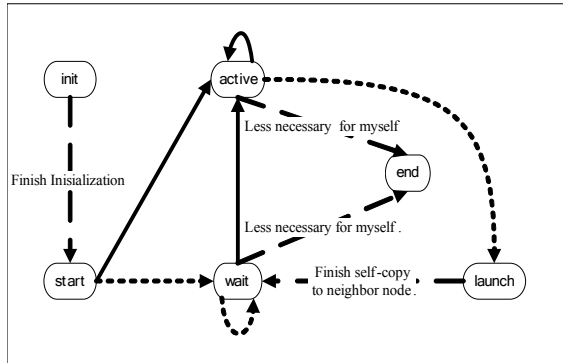 init
active
Less necessary for myself
Finish Inisialization
end
Less necessary for myself .
start
wait
Finish self-copy
to neighbor node .
launch